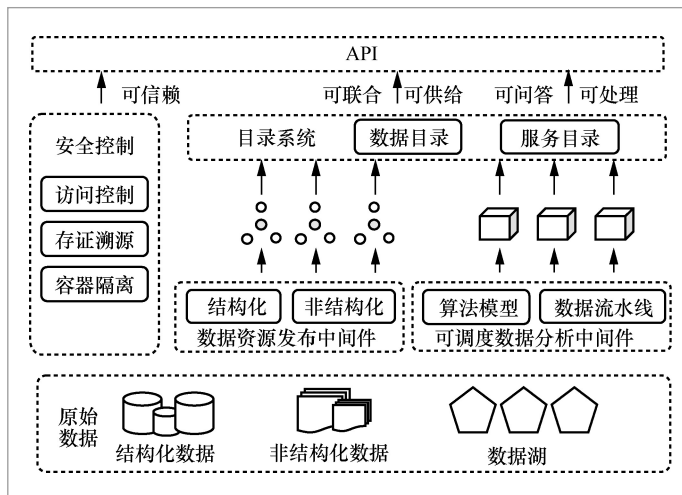 API
可信赖
可联合
可供给
可问答
可处理
安全控制
访问控制
存证溯源
容器隔离
目录系统
数据目录
服务目录
结构化
非结构化
数据资源发布中间件
算法模型
数据流水线
可调度数据分析中间件
原始
数据
结构化数据
非结构化数据
数据湖